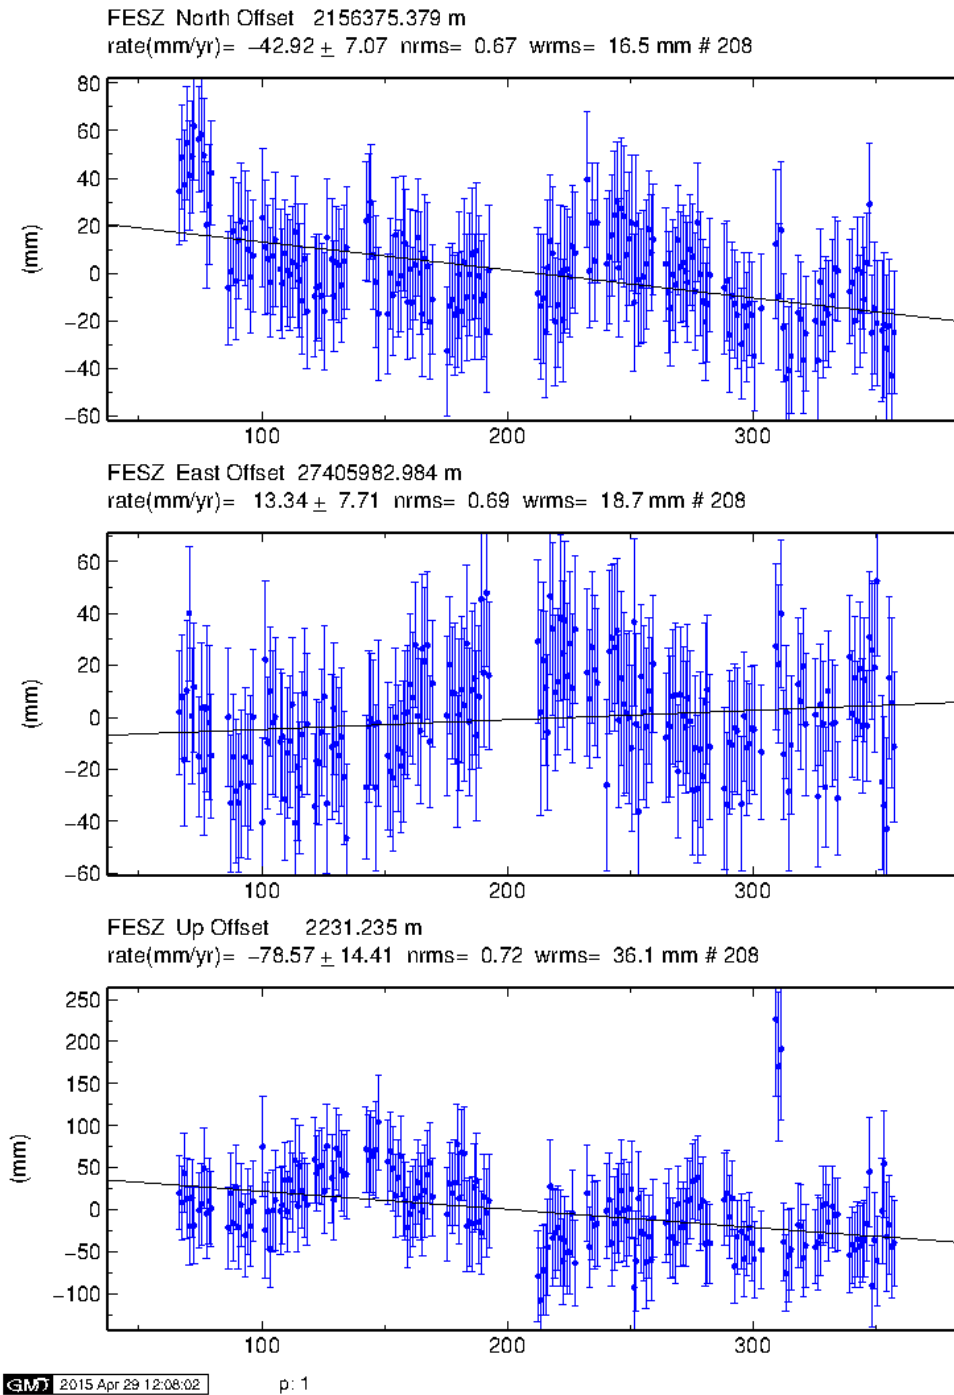 FESZ North Offset 2156375.379 m
rate(mm/yr)= −42.92 ± 7.07 nrms= 0.67 wrms= 16.5 mm # 208
80
60
40
20
0
−20
−40
−60
(mm)
100 200 300
FESZ East Offset 27405982.984 m
rate(mm/yr)= 13.34 ± 7.71 nrms= 0.69 wrms= 18.7 mm # 208
60
40
20
0
−20
−40
−60
(mm)
100 200 300
FESZ Up Offset 2231.235 m
rate(mm/yr)= −78.57 ± 14.41 nrms= 0.72 wrms= 36.1 mm # 208
250
200
150
100
50
0
−50
−100
(mm)
100 200 300
GMT 2015 Apr 29 12:08:02 p: 1